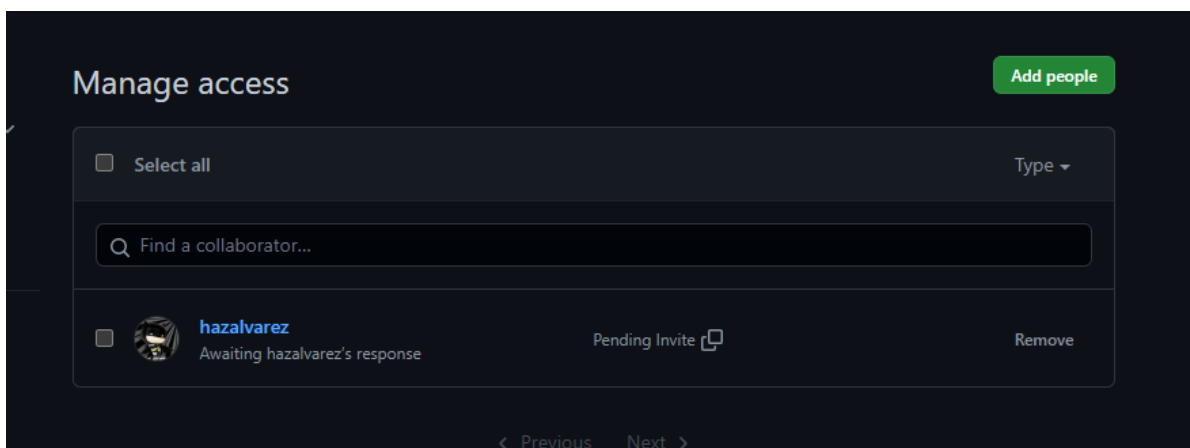 Manage access
Add people
Select all
Type
Find a collaborator...
hazalvarez
Awaiting hazalvarez's response
Pending Invite
Remove
Previous Next